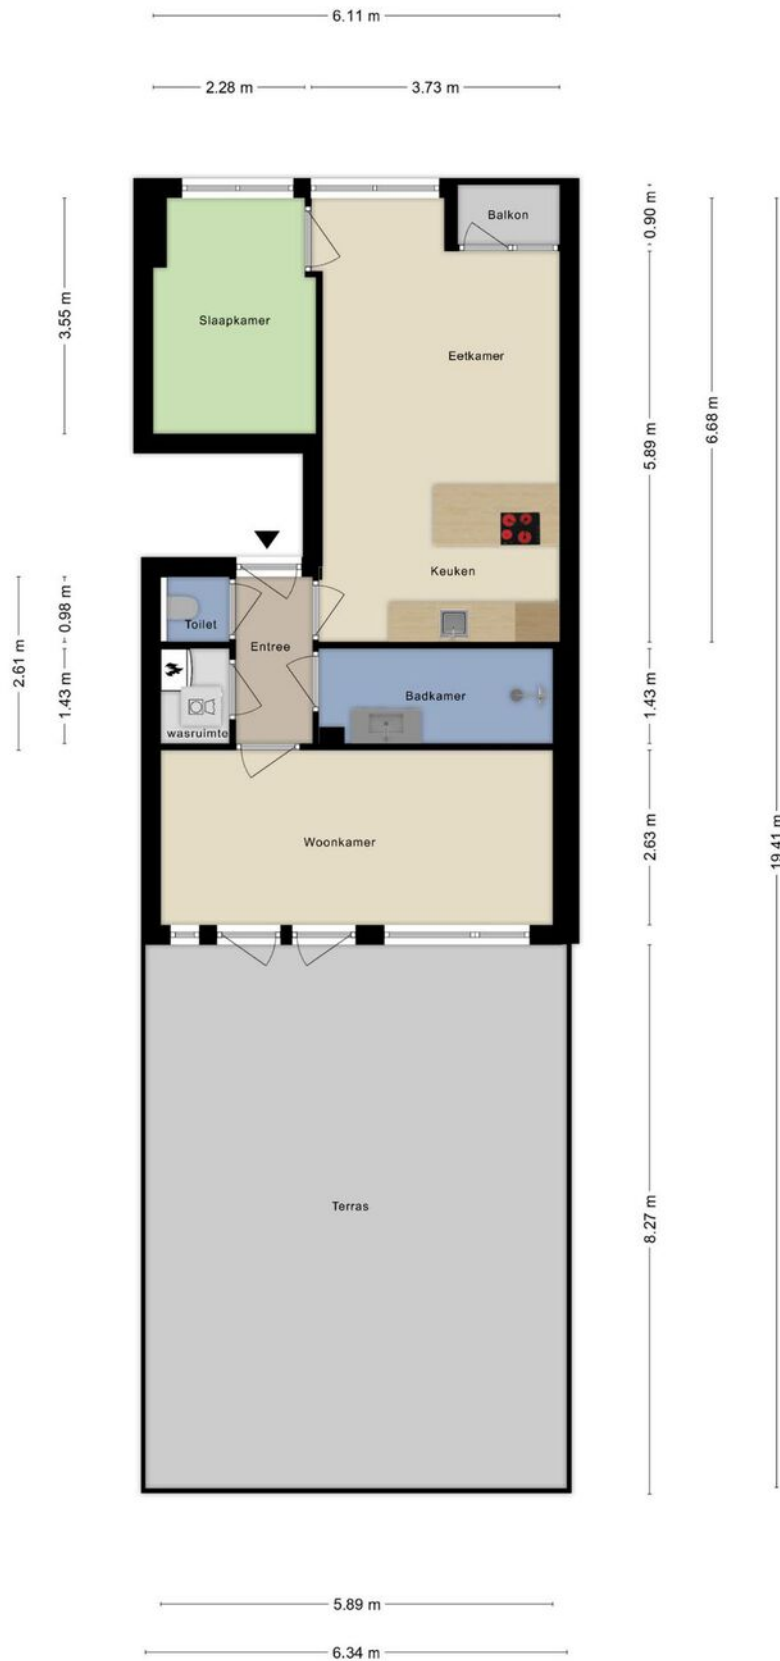 6.11 m
2.28 m
3.73 m
Balkon
0.90 m
3.55 m
Slaapkamer
Eetkamer
6.68 m
5.89 m
Keuken
Toilet
0.98 m
Entree
2.61 m
1.43 m
Badkamer
1.43 m
wasruimte
Woonkamer
2.63 m
19.41 m
Terras
8.27 m
5.89 m
6.34 m